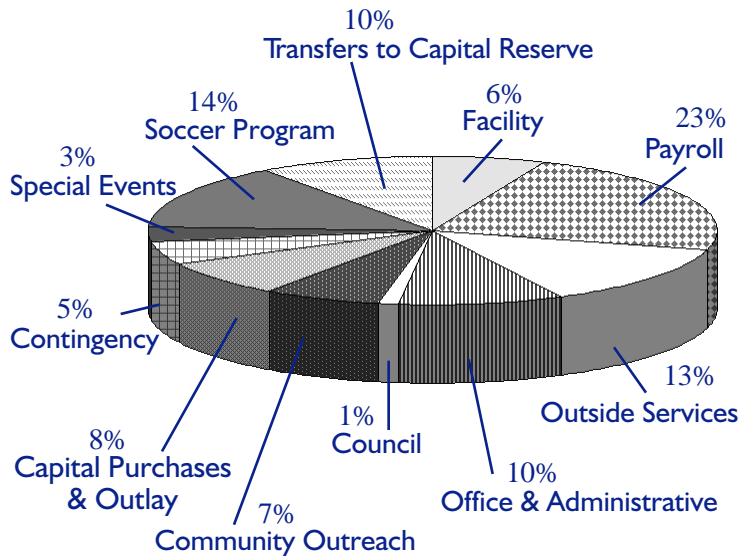 10%
Transfers to Capital Reserve
6%
Facility
23%
Payroll
14%
Soccer Program
3%
Special Events
5%
Contingency
13%
Outside Services
1%
Council
8%
Capital Purchases
& Outlay
10%
Office & Administrative
7%
Community Outreach